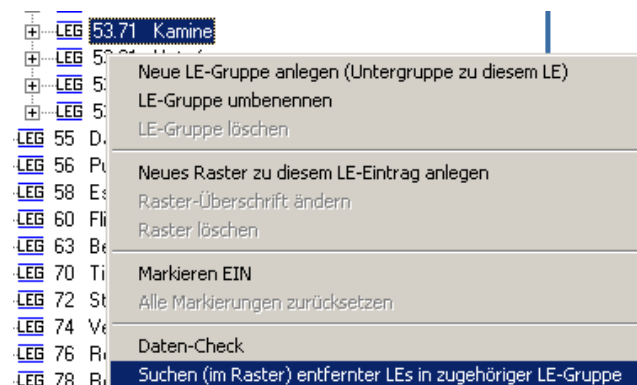 LEG 53.71 Kamine
LEG
LEG
LEG
LEG 55
LEG 56
LEG 58
LEG 60
LEG 63
LEG 70
LEG 72
LEG 74
LEG 76
LEG 78
Neue LE-Gruppe anlegen (Untergruppe zu diesem LE)
LE-Gruppe umbenennen
LE-Gruppe löschen
Neues Raster zu diesem LE-Eintrag anlegen
Raster-Überschrift ändern
Raster löschen
Markieren EIN
Alle Markierungen zurücksetzen
Daten-Check
Suchen (im Raster) entfernter LEs in zugehöriger LE-Gruppe